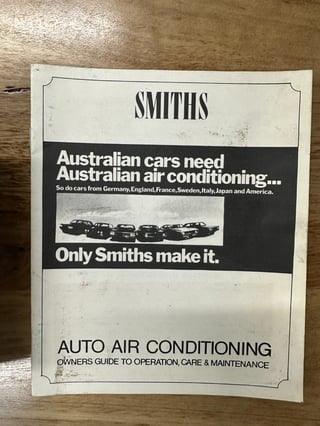 SMITHS
Australian cars need
Australian air conditioning...
So do cars from Germany,England,France,Sweden,Italy,Japan and America.
Only Smiths make it.
AUTO AIR CONDITIONING
OWNERS GUIDE TO OPERATION, CARE & MAINTENANCE